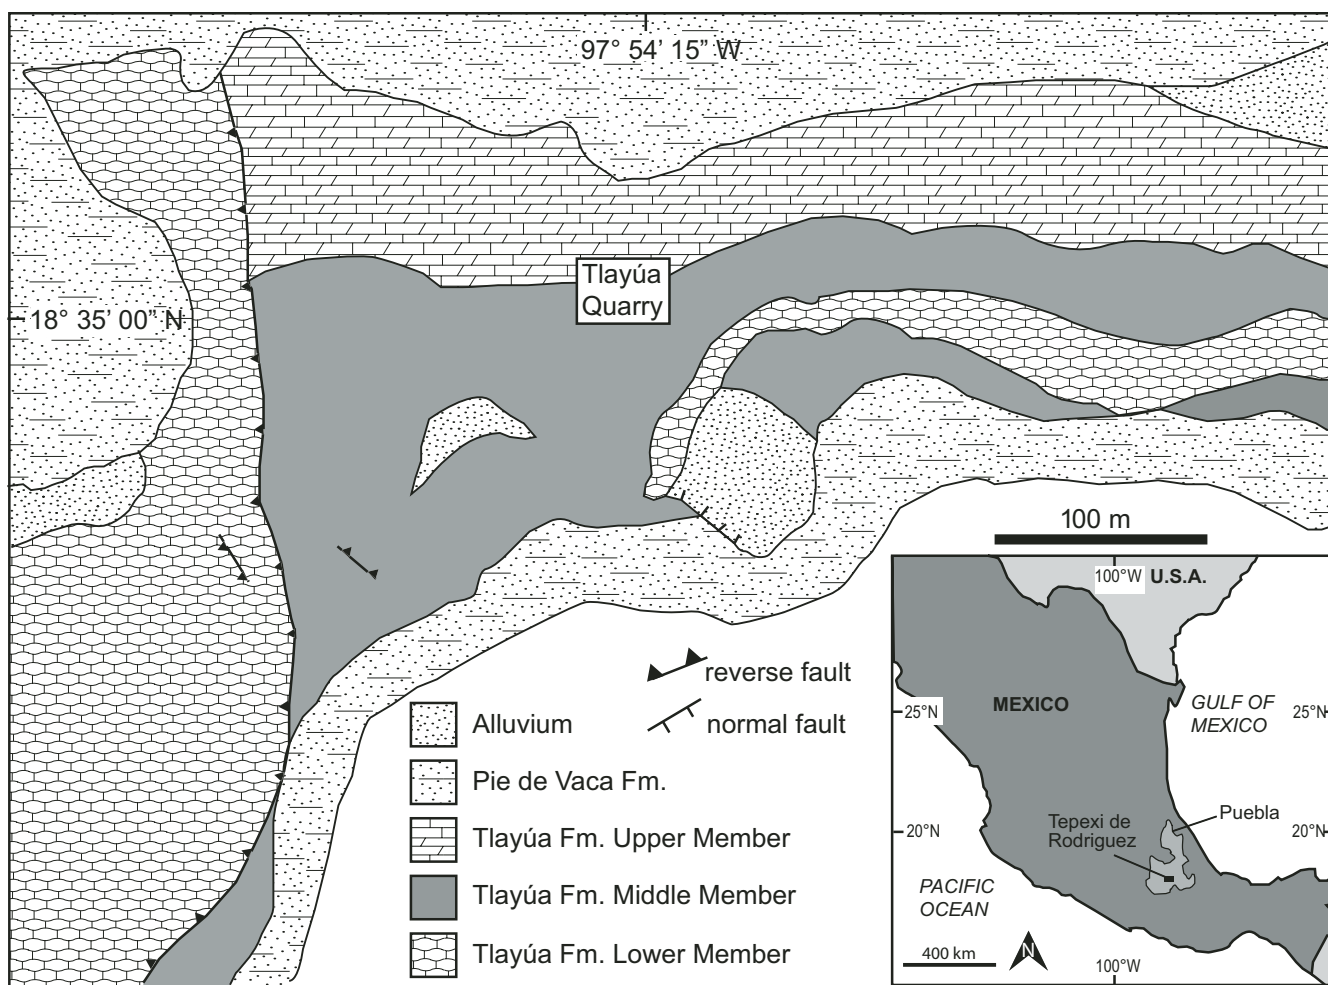 97° 54’ 15” W
Tlayúa
Quarry
18° 35’ 00” N
100 m
reverse fault
normal fault
Alluvium
Pie de Vaca Fm.
Tlayúa Fm. Upper Member
Tlayúa Fm. Middle Member
Tlayúa Fm. Lower Member
100°W
U.S.A.
MEXICO
GULF OF
MEXICO
25°N
25°N
Tepexi de
Rodriguez
Puebla
20°N
20°N
PACIFIC
OCEAN
N
400 km
100°W